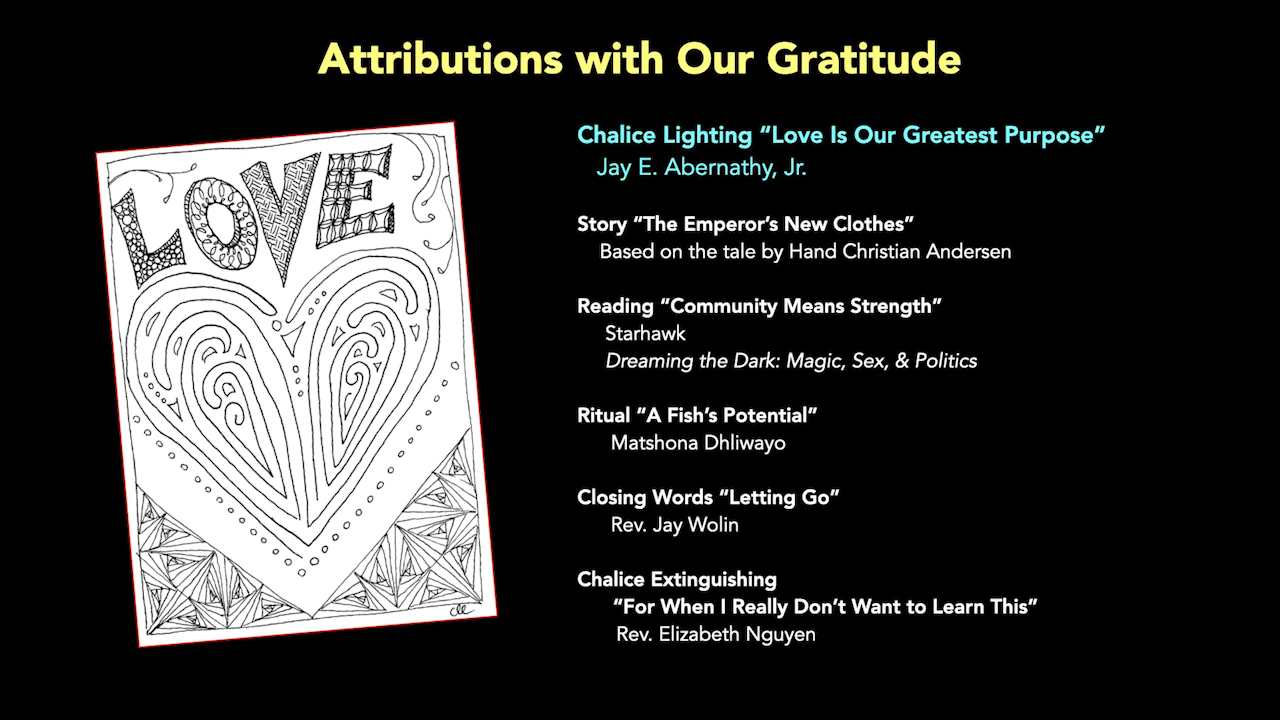 Attributions with Our Gratitude
LOVE
Chalice Lighting “Love Is Our Greatest Purpose”
Jay E. Abernathy, Jr.
Story “The Emperor’s New Clothes”
Based on the tale by Hand Christian Andersen
Reading “Community Means Strength”
Starhawk
Dreaming the Dark: Magic, Sex, & Politics
Ritual “A Fish’s Potential”
Matshona Dhliwayo
Closing Words “Letting Go”
Rev. Jay Wolin
Chalice Extinguishing
“For When I Really Don’t Want to Learn This”
Rev. Elizabeth Nguyen